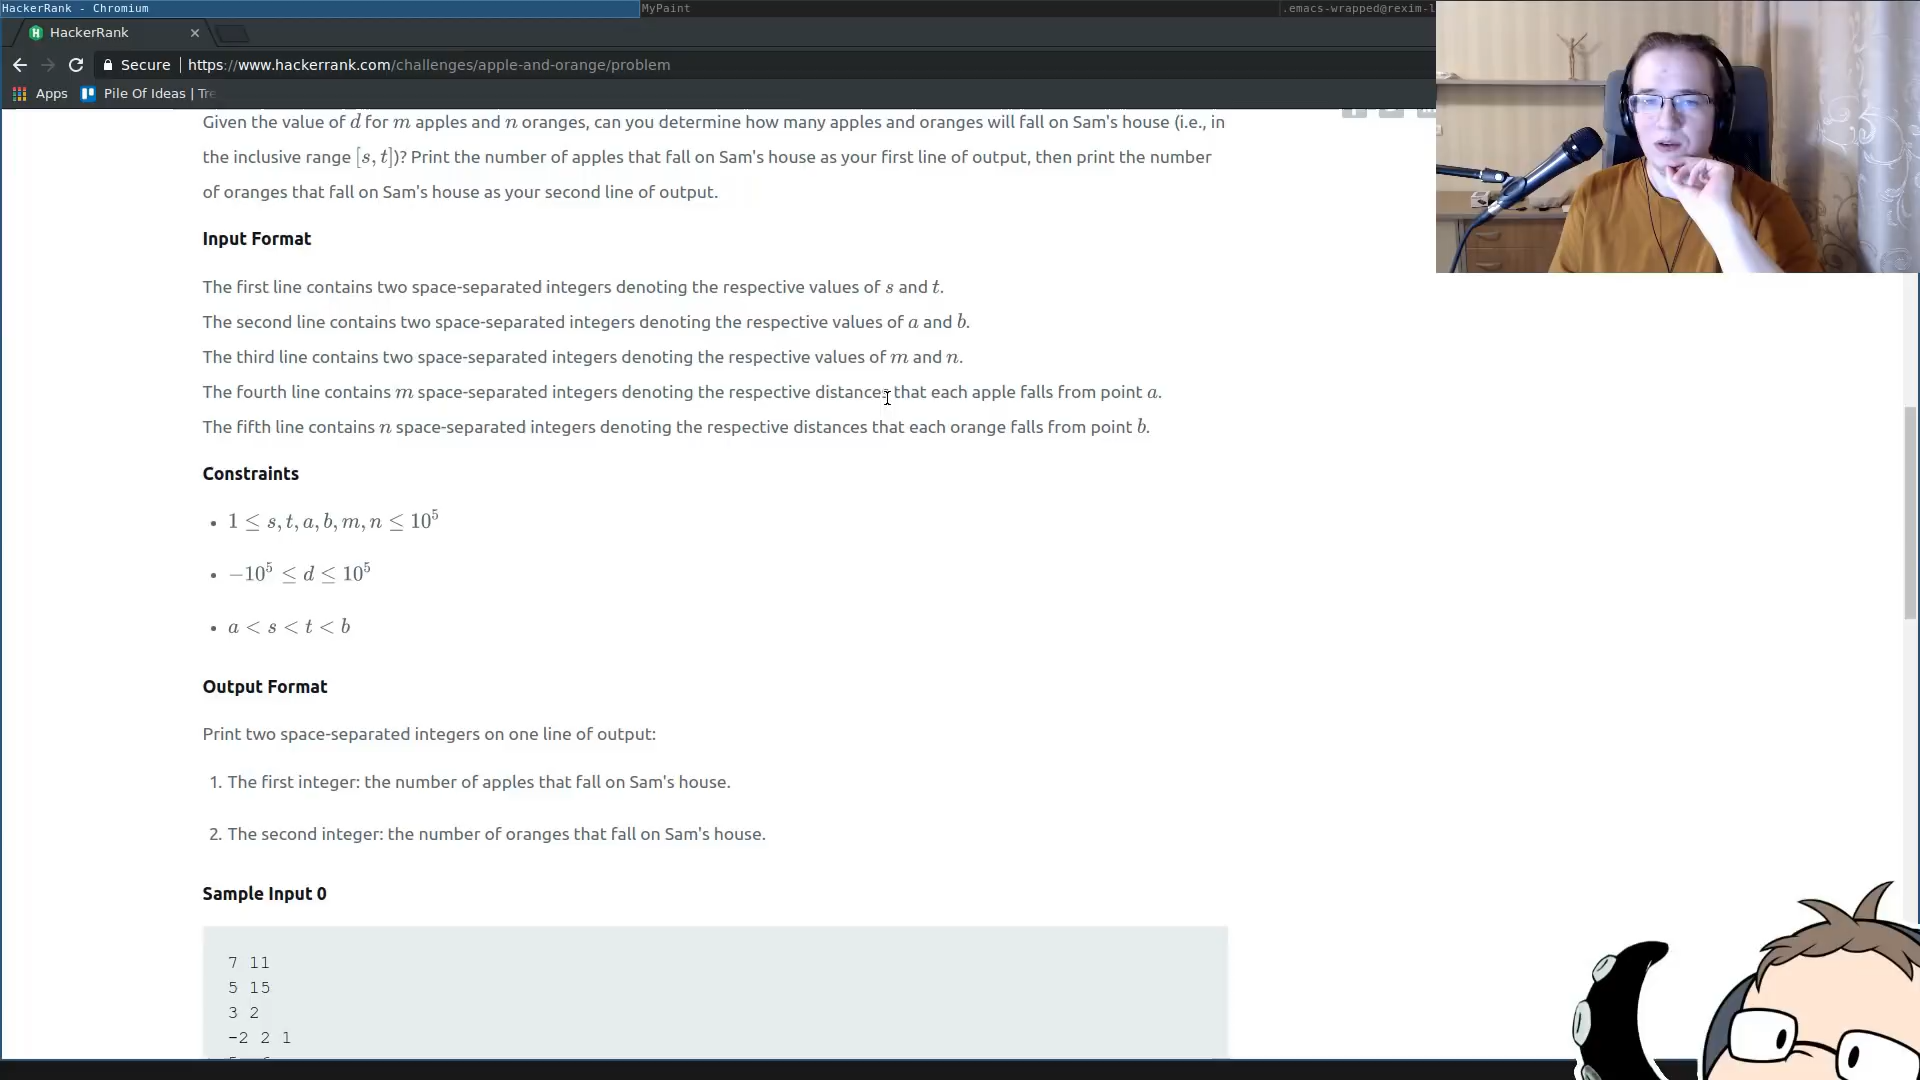 HackerRank - Chromium
MyPaint
.emacs-wrapped@rexim-l
HackerRank
Secure https://www.hackerrank.com/challenges/apple-and-orange/problem
Apps Pile Of Ideas | Tre
Given the value of d for m apples and n oranges, can you determine how many apples and oranges will fall on Sam's house (i.e., in
the inclusive range [s, t])? Print the number of apples that fall on Sam's house as your first line of output, then print the number
of oranges that fall on Sam's house as your second line of output.
Input Format
The first line contains two space-separated integers denoting the respective values of s and t.
The second line contains two space-separated integers denoting the respective values of a and b.
The third line contains two space-separated integers denoting the respective values of m and n.
The fourth line contains m space-separated integers denoting the respective distances that each apple falls from point a.
The fifth line contains n space-separated integers denoting the respective distances that each orange falls from point b.
Constraints
• 1 ≤ s, t, a, b, m, n ≤ 10⁵
• −10⁵ ≤ d ≤ 10⁵
• a < s < t < b
Output Format
Print two space-separated integers on one line of output:
1. The first integer: the number of apples that fall on Sam's house.
2. The second integer: the number of oranges that fall on Sam's house.
Sample Input 0
7 11
5 15
3 2
-2 2 1